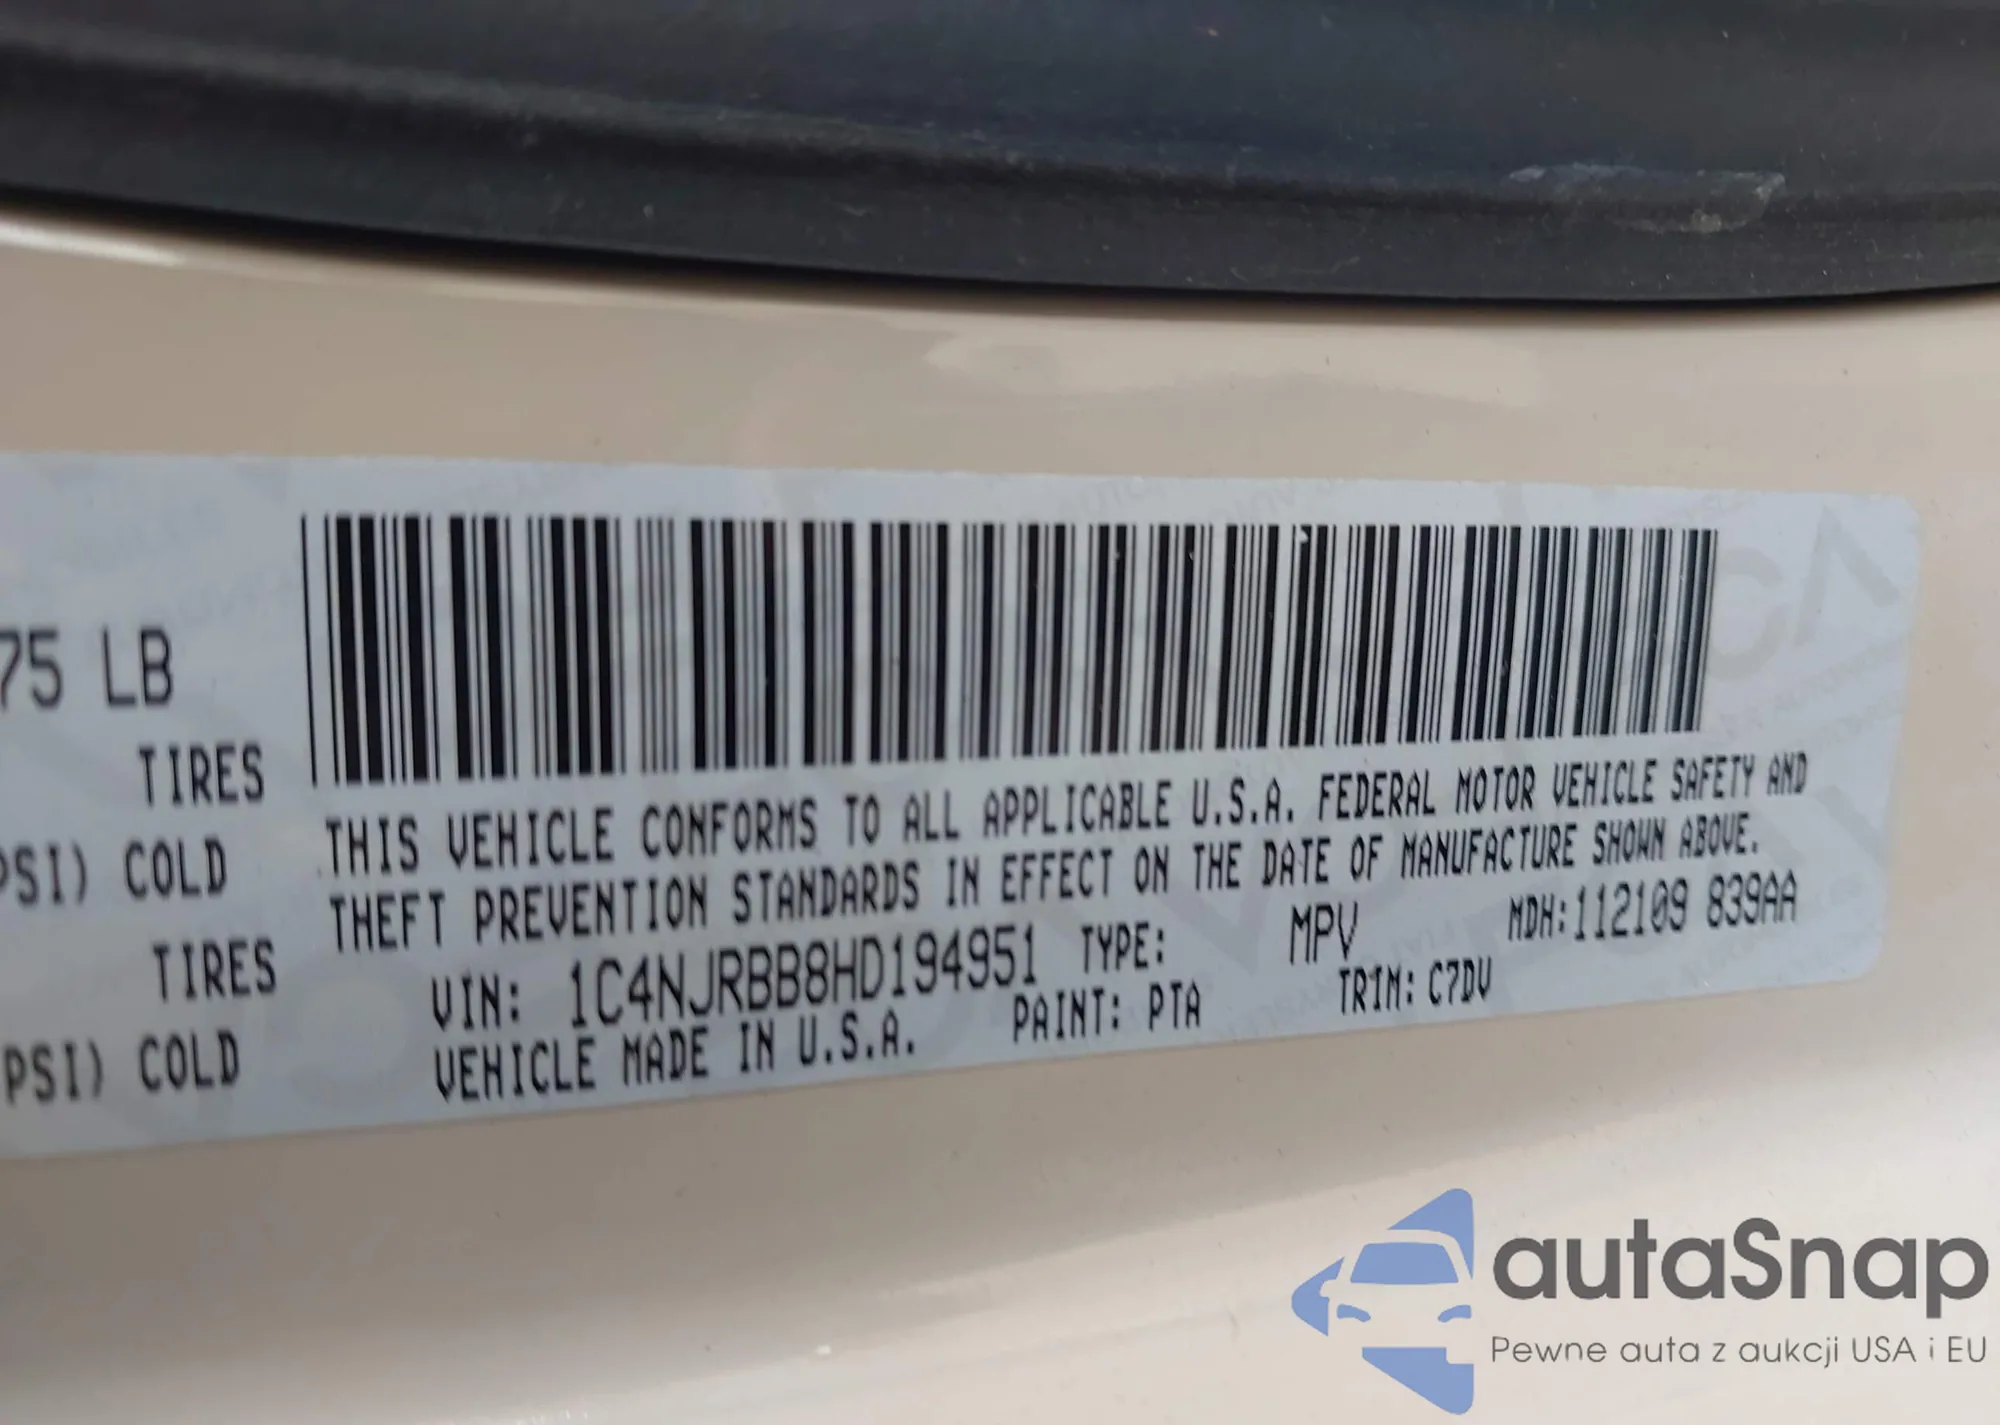 75 LB
TIRES
PSI) COLD
TIRES
PSI) COLD
THIS VEHICLE CONFORMS TO ALL APPLICABLE U.S.A. FEDERAL MOTOR VEHICLE SAFETY AND
THEFT PREVENTION STANDARDS IN EFFECT ON THE DATE OF MANUFACTURE SHOWN ABOVE.
VIN: 1C4NJRBB8HD194951 TYPE: MPV MDH:112109 839AA
VEHICLE MADE IN U.S.A. PAINT: PTA TRIM: C7DV
autaSnap
Pewne auta z aukcji USA i EU